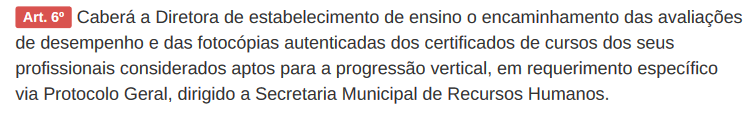 Art. 6º Caberá a Diretora de estabelecimento de ensino o encaminhamento das avaliações
de desempenho e das fotocópias autenticadas dos certificados de cursos dos seus
profissionais considerados aptos para a progressão vertical, em requerimento específico
via Protocolo Geral, dirigido a Secretaria Municipal de Recursos Humanos.